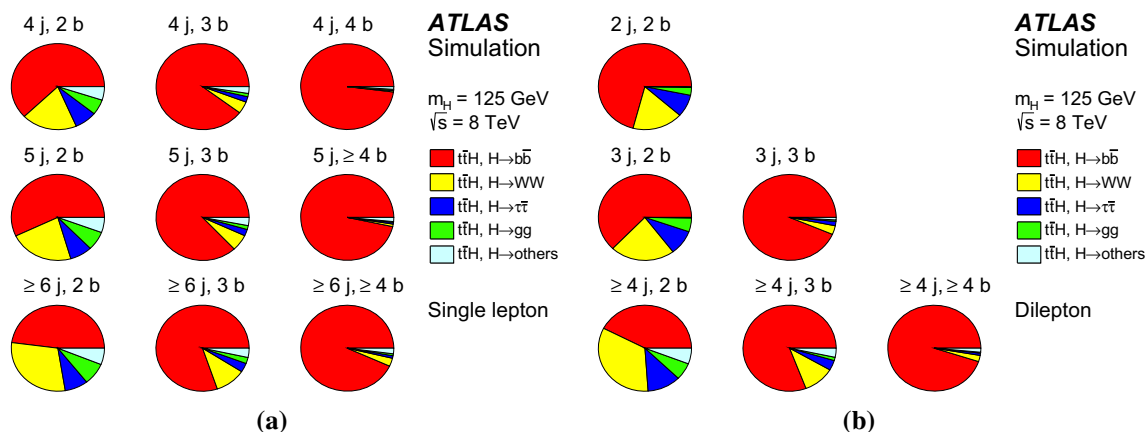 4 j, 2 b
4 j, 3 b
4 j, 4 b
5 j, 2 b
5 j, 3 b
5 j, ≥ 4 b
≥ 6 j, 2 b
≥ 6 j, 3 b
≥ 6 j, ≥ 4 b
ATLAS
Simulation
m_H = 125 GeV
√s = 8 TeV
tt̄H, H→bb̄
tt̄H, H→WW
tt̄H, H→ττ̄
tt̄H, H→gg
tt̄H, H→others
Single lepton
(a)
2 j, 2 b
3 j, 2 b
3 j, 3 b
≥ 4 j, 2 b
≥ 4 j, 3 b
≥ 4 j, ≥ 4 b
ATLAS
Simulation
m_H = 125 GeV
√s = 8 TeV
tt̄H, H→bb̄
tt̄H, H→WW
tt̄H, H→ττ̄
tt̄H, H→gg
tt̄H, H→others
Dilepton
(b)